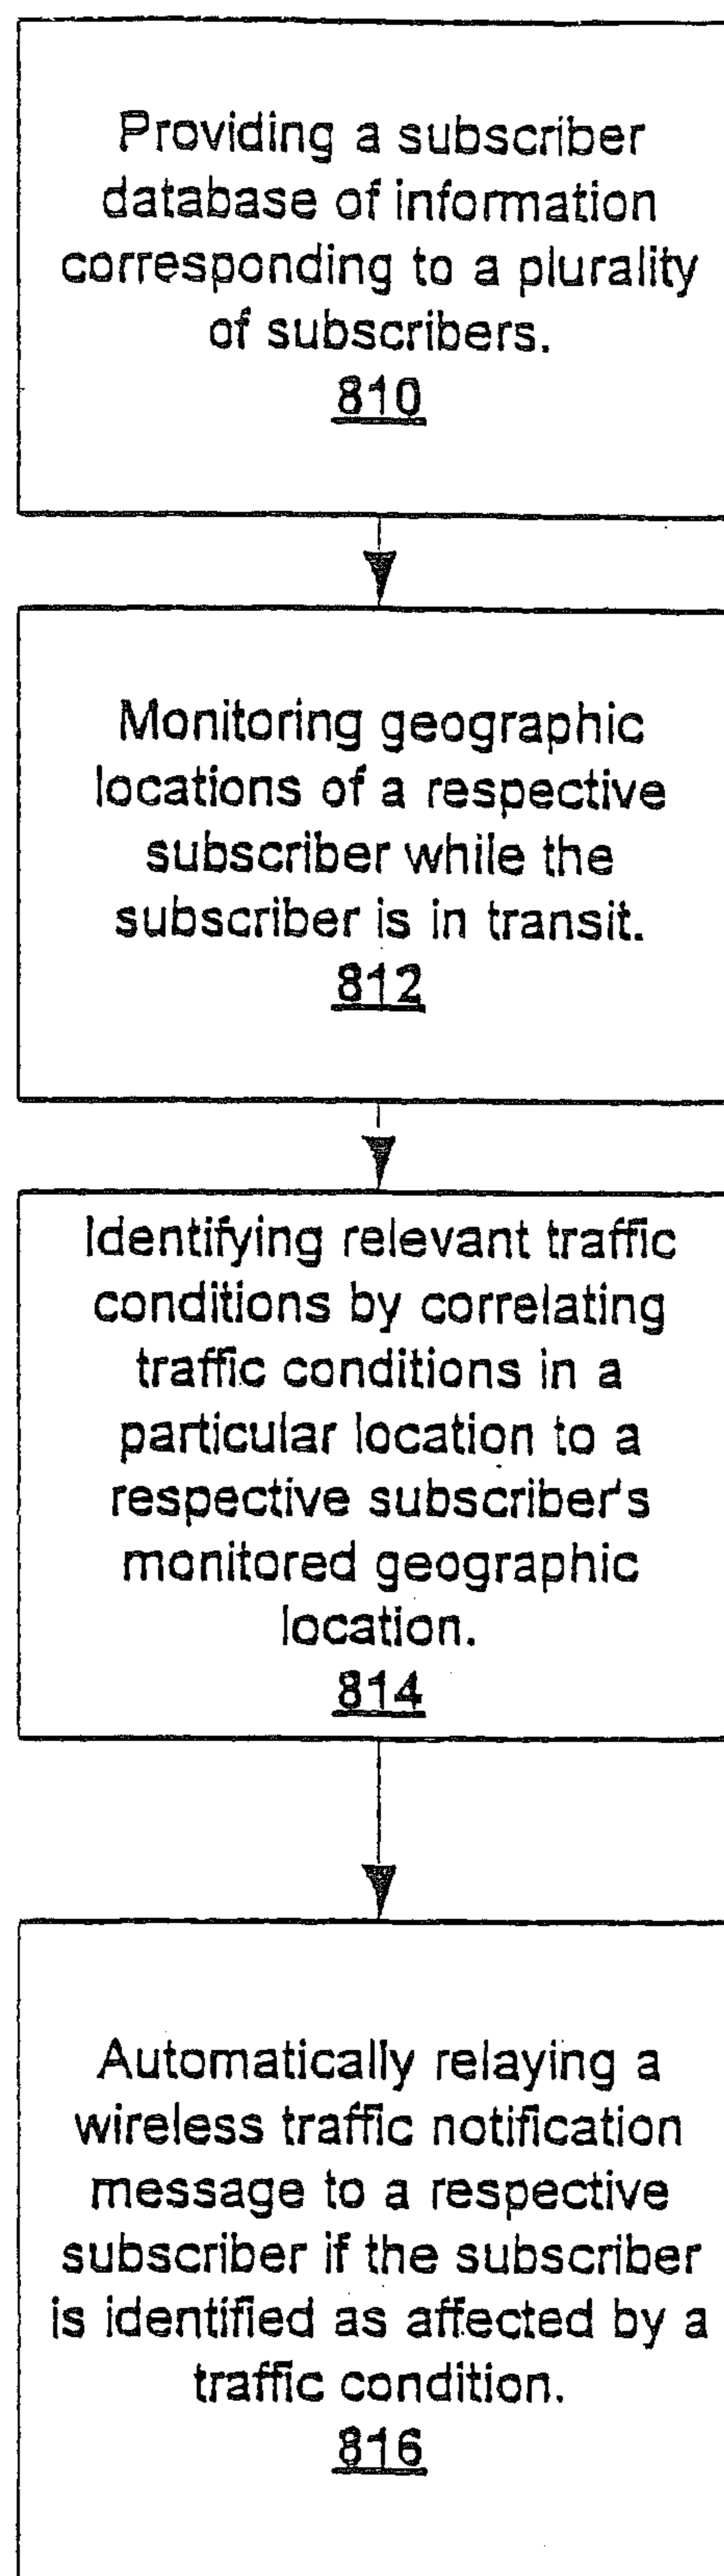 Providing a subscriber
database of information
corresponding to a plurality
of subscribers.
810
Monitoring geographic
locations of a respective
subscriber while the
subscriber is in transit.
812
Identifying relevant traffic
conditions by correlating
traffic conditions in a
particular location to a
respective subscriber's
monitored geographic
location.
814
Automatically relaying a
wireless traffic notification
message to a respective
subscriber if the subscriber
is identified as affected by a
traffic condition.
816